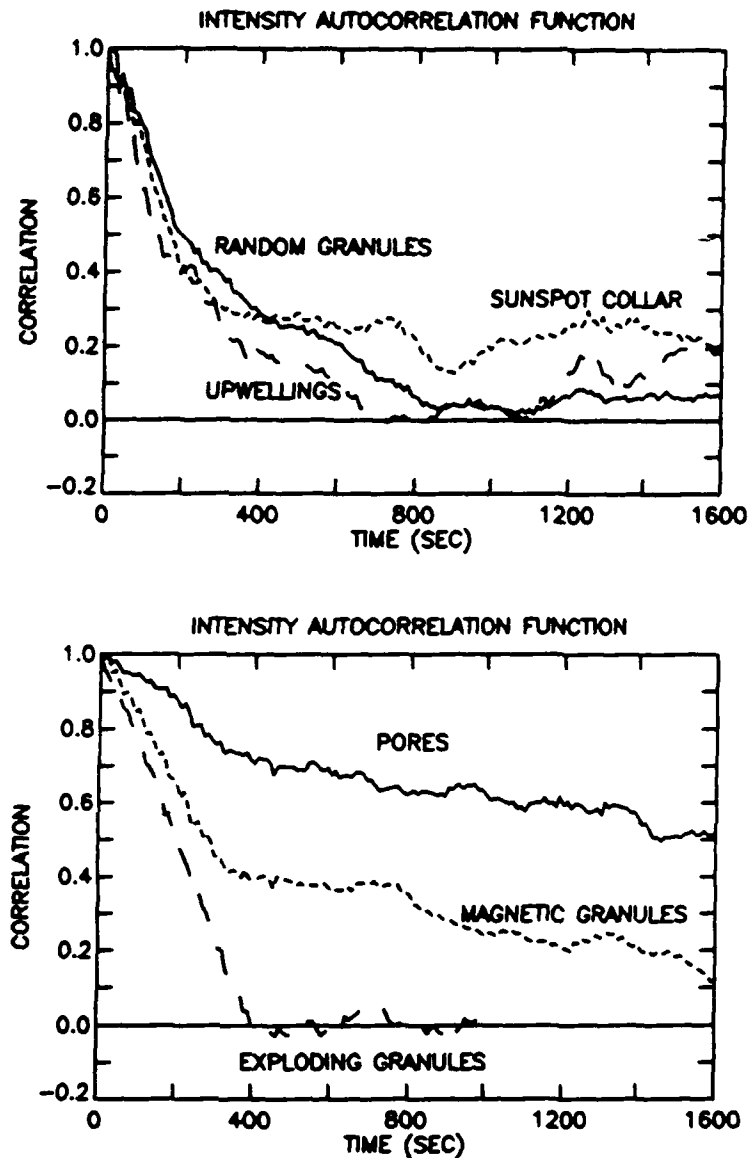 INTENSITY AUTOCORRELATION FUNCTION
1.0
0.8
0.6
0.4
0.2
0.0
-0.2
CORRELATION
RANDOM GRANULES
SUNSPOT COLLAR
UPWELLINGS
0 400 800 1200 1600
TIME (SEC)
INTENSITY AUTOCORRELATION FUNCTION
1.0
0.8
0.6
0.4
0.2
0.0
-0.2
CORRELATION
PORES
MAGNETIC GRANULES
EXPLODING GRANULES
0 400 800 1200 1600
TIME (SEC)